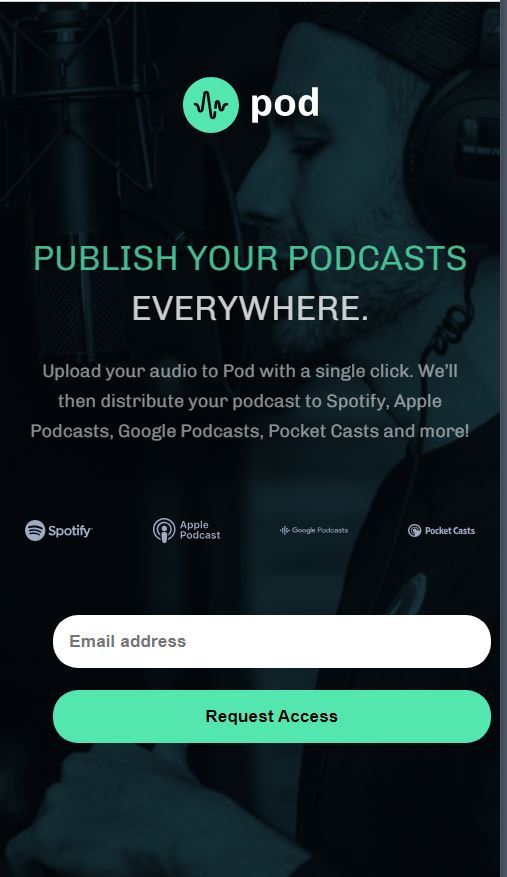 pod
PUBLISH YOUR PODCASTS
EVERYWHERE.
Upload your audio to Pod with a single click. We’ll
then distribute your podcast to Spotify, Apple
Podcasts, Google Podcasts, Pocket Casts and more!
Spotify
Apple
Podcast
Google Podcasts
Pocket Casts
Email address
Request Access